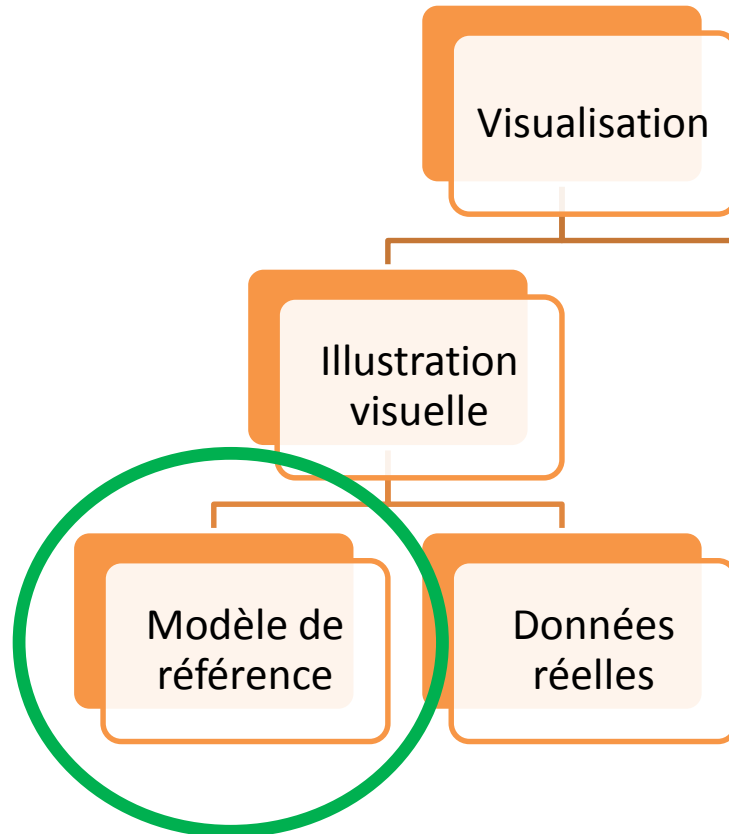 Visualisation
Illustration
visuelle
Modèle de
référence
Données
réelles